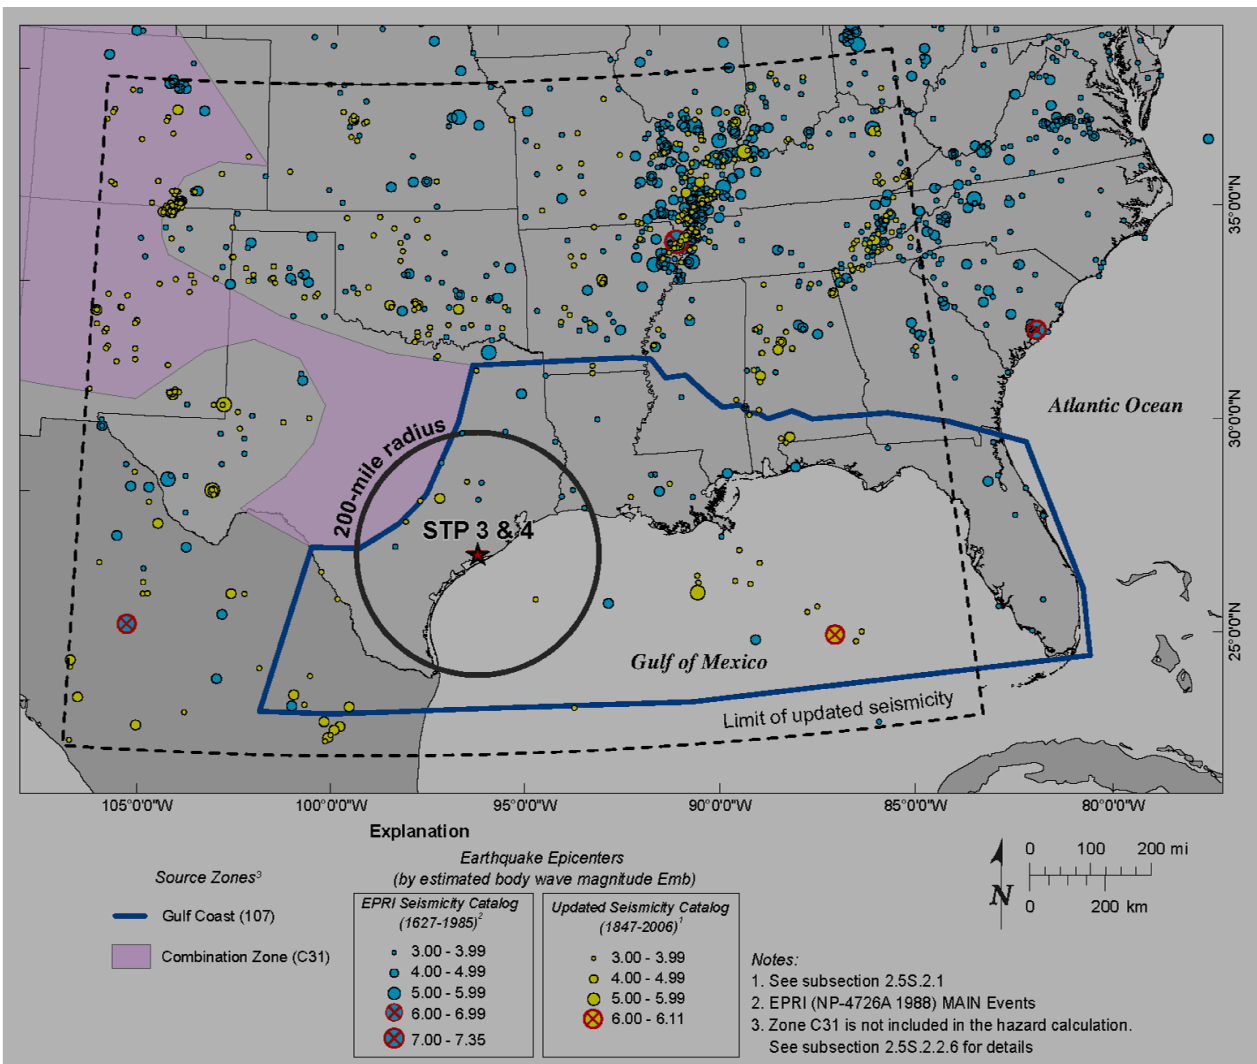 35°0'0"N
Atlantic Ocean
30°0'0"N
200-mile radius
STP 3 & 4
25°0'0"N
Gulf of Mexico
Limit of updated seismicity
105°0'0"W 100°0'0"W 95°0'0"W 90°0'0"W 85°0'0"W 80°0'0"W
Explanation
Earthquake Epicenters
(by estimated body wave magnitude Emb)
Source Zones3
Gulf Coast (107)
Combination Zone (C31)
EPRI Seismicity Catalog
(1627-1985)2
3.00 - 3.99
4.00 - 4.99
5.00 - 5.99
6.00 - 6.99
7.00 - 7.35
Updated Seismicity Catalog
(1847-2006)1
3.00 - 3.99
4.00 - 4.99
5.00 - 5.99
6.00 - 6.11
N
0 100 200 mi
0 200 km
Notes:
1. See subsection 2.5S.2.1
2. EPRI (NP-4726A 1988) MAIN Events
3. Zone C31 is not included in the hazard calculation.
See subsection 2.5S.2.2.6 for details